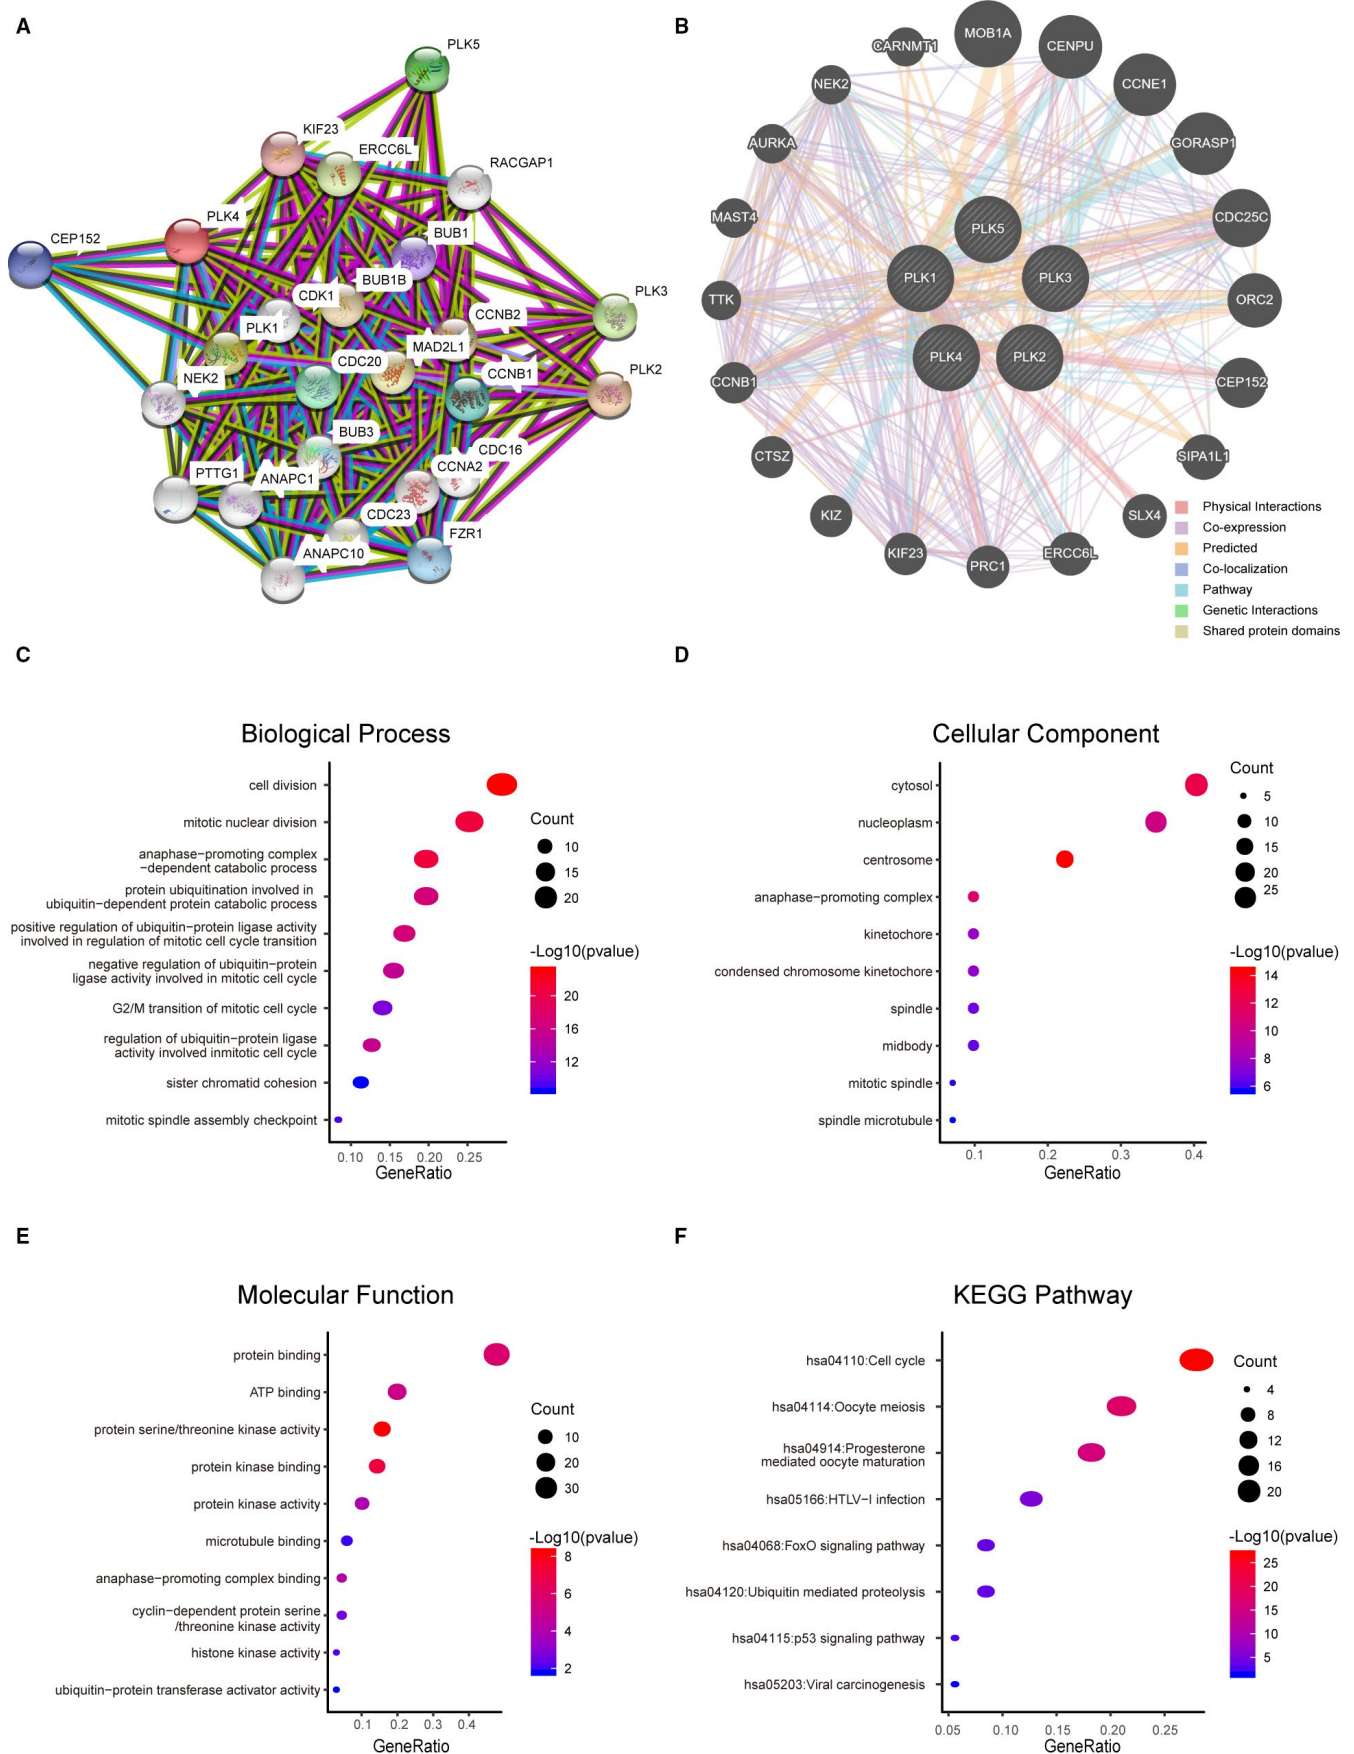 A
PLK5
KIF23
ERCC6L
RACGAP1
PLK4
CEP152
BUB1
BUB1B
CDK1
PLK3
CCNB2
PLK1
MAD2L1
CDC20
CCNB1
PLK2
NEK2
BUB3
CDC16
PTTG1
ANAPC1
CCNA2
CDC23
FZR1
ANAPC10
B
MOB1A
CARNMT1
CENPU
NEK2
CCNE1
AURKA
GORASP1
MAST4
CDC25C
PLK5
PLK1
PLK3
TTK
ORC2
PLK4
PLK2
CCNB1
CEP152
CTSZ
SIPA1L1
KIZ
SLX4
KIF23
PRC1
ERCC6L
Physical Interactions
Co-expression
Predicted
Co-localization
Pathway
Genetic Interactions
Shared protein domains
C
Biological Process
cell division
mitotic nuclear division
anaphase−promoting complex
−dependent catabolic process
protein ubiquitination involved in
ubiquitin−dependent protein catabolic process
positive regulation of ubiquitin−protein ligase activity
involved in regulation of mitotic cell cycle transition
negative regulation of ubiquitin−protein
ligase activity involved in mitotic cell cycle
G2/M transition of mitotic cell cycle
regulation of ubiquitin−protein ligase
activity involved inmitotic cell cycle
sister chromatid cohesion
mitotic spindle assembly checkpoint
0.10 0.15 0.20 0.25
GeneRatio
Count
10
15
20
-Log10(pvalue)
20
16
12
D
Cellular Component
cytosol
nucleoplasm
centrosome
anaphase−promoting complex
kinetochore
condensed chromosome kinetochore
spindle
midbody
mitotic spindle
spindle microtubule
0.1 0.2 0.3 0.4
GeneRatio
Count
5
10
15
20
25
-Log10(pvalue)
14
12
10
8
6
E
Molecular Function
protein binding
ATP binding
protein serine/threonine kinase activity
protein kinase binding
protein kinase activity
microtubule binding
anaphase−promoting complex binding
cyclin−dependent protein serine
/threonine kinase activity
histone kinase activity
ubiquitin−protein transferase activator activity
0.1 0.2 0.3 0.4
GeneRatio
Count
10
20
30
-Log10(pvalue)
8
6
4
2
F
KEGG Pathway
hsa04110:Cell cycle
hsa04114:Oocyte meiosis
hsa04914:Progesterone
mediated oocyte maturation
hsa05166:HTLV−I infection
hsa04068:FoxO signaling pathway
hsa04120:Ubiquitin mediated proteolysis
hsa04115:p53 signaling pathway
hsa05203:Viral carcinogenesis
0.05 0.10 0.15 0.20 0.25
GeneRatio
Count
4
8
12
16
20
-Log10(pvalue)
25
20
15
10
5